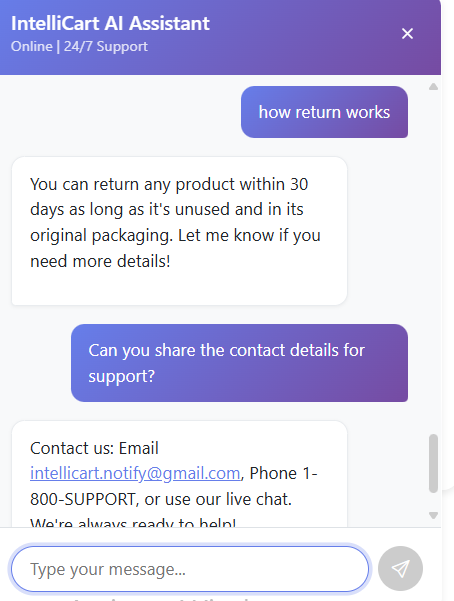 IntelliCart AI Assistant
Online | 24/7 Support
how return works
You can return any product within 30
days as long as it's unused and in its
original packaging. Let me know if you
need more details!
Can you share the contact details for
support?
Contact us: Email
intellicart.notify@gmail.com, Phone 1-
800-SUPPORT, or use our live chat.
We're always ready to help!
Type your message...